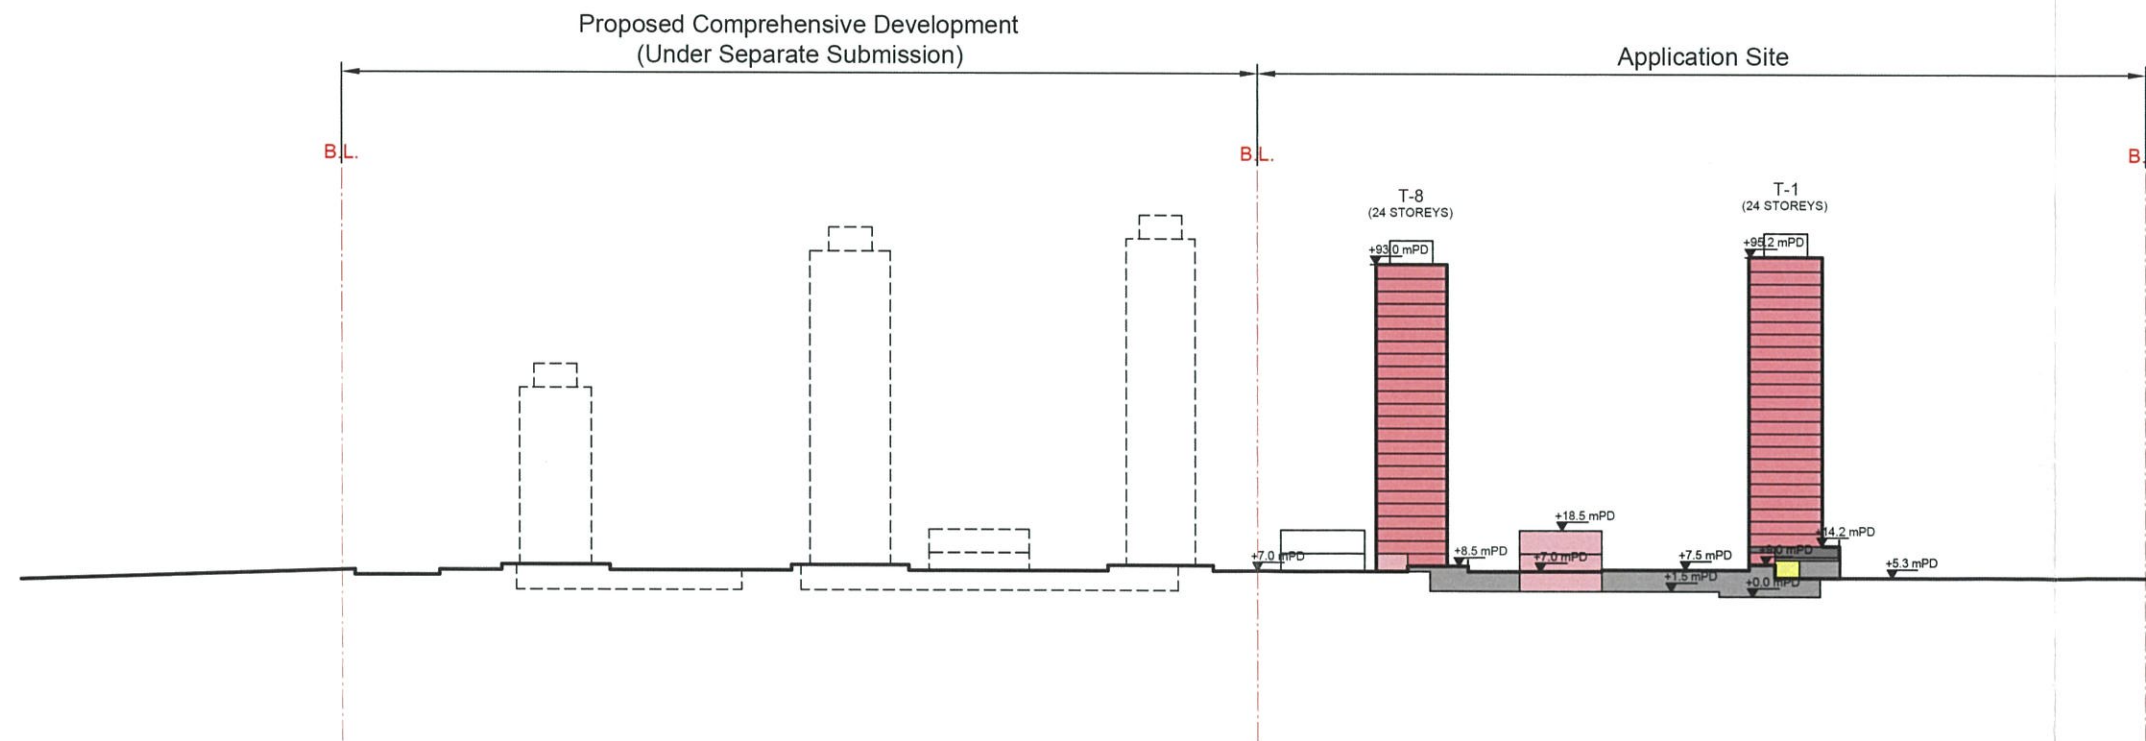 Proposed Comprehensive Development
(Under Separate Submission)
Application Site
B.L.
B.L.
B.
T-8
(24 STOREYS)
T-1
(24 STOREYS)
+93.0 mPD
+95.2 mPD
+18.5 mPD
+14.2 mPD
+7.0 mPD
+8.5 mPD
+7.0 mPD
+7.5 mPD
mPD
+5.3 mPD
+1.5 mPD
+0.0 mPD